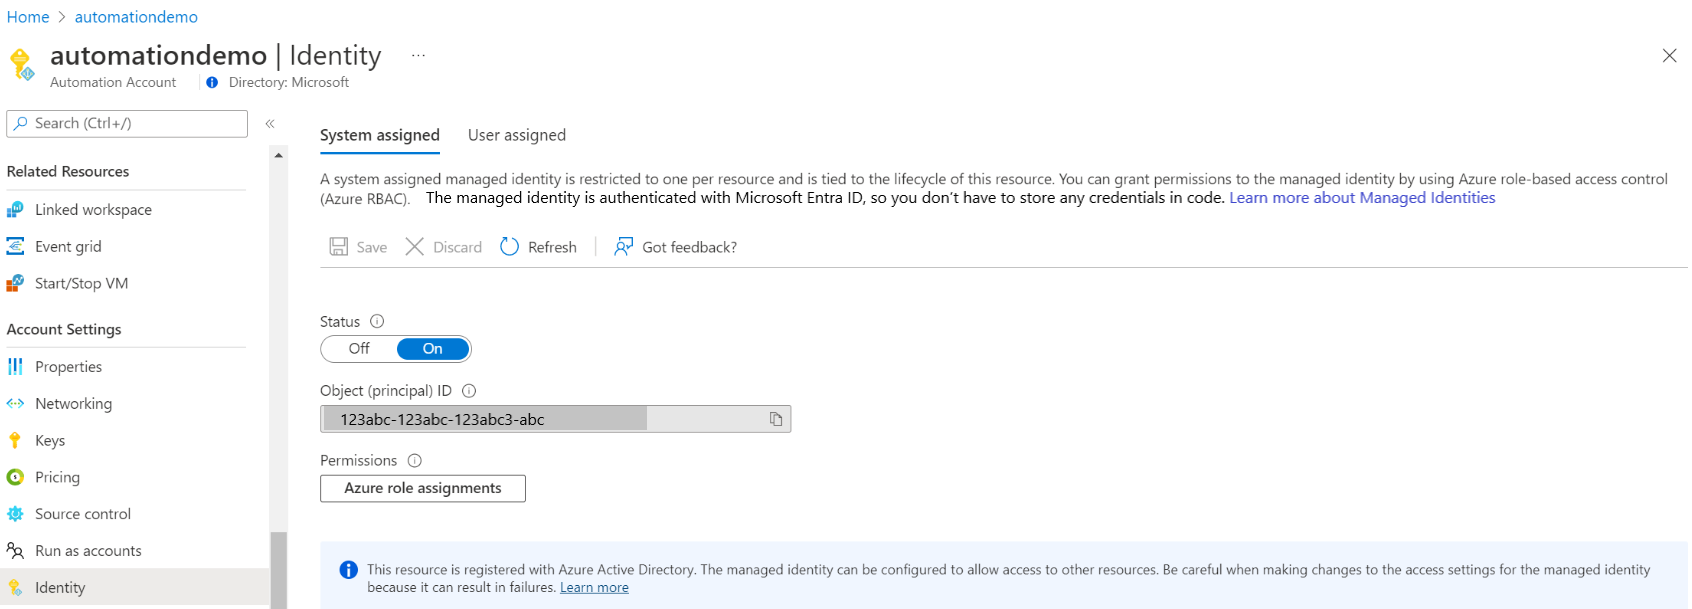 Home > automationdemo
automationdemo | Identity ...
Automation Account
Directory: Microsoft
Search (Ctrl+/)
Related Resources
Linked workspace
Event grid
Start/Stop VM
Account Settings
Properties
Networking
Keys
Pricing
Source control
Run as accounts
Identity
System assigned
User assigned
A system assigned managed identity is restricted to one per resource and is tied to the lifecycle of this resource. You can grant permissions to the managed identity by using Azure role-based access control
(Azure RBAC). The managed identity is authenticated with Microsoft Entra ID, so you don’t have to store any credentials in code. Learn more about Managed Identities
Save
Discard
Refresh
Got feedback?
Status
Off
On
Object (principal) ID
123abc-123abc-123abc3-abc
Permissions
Azure role assignments
This resource is registered with Azure Active Directory. The managed identity can be configured to allow access to other resources. Be careful when making changes to the access settings for the managed identity
because it can result in failures. Learn more